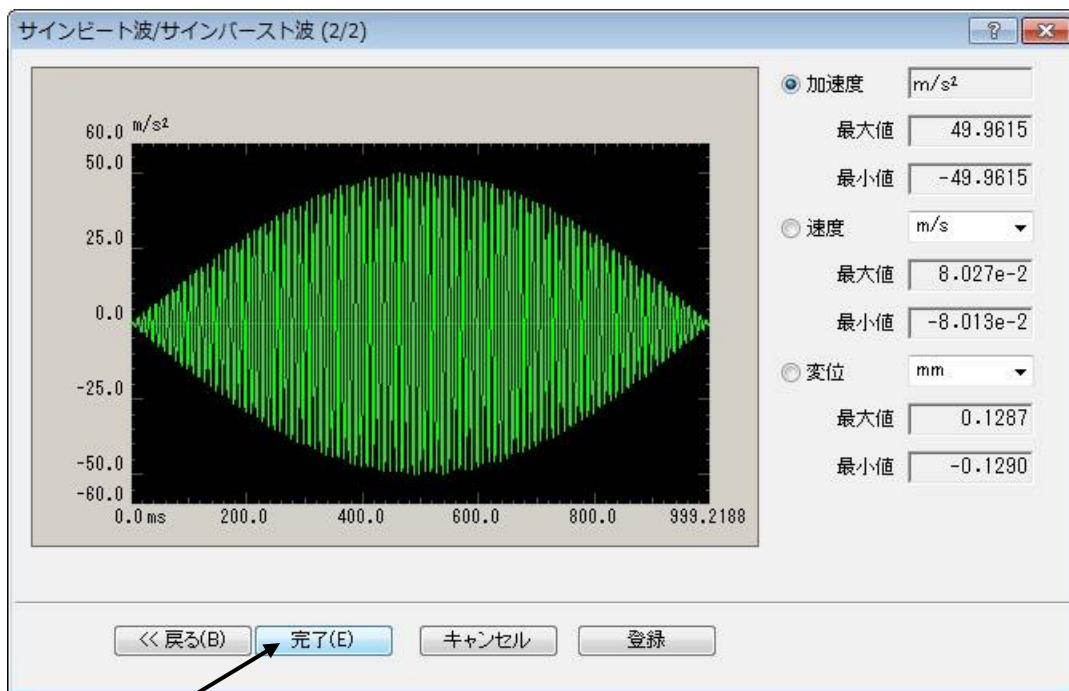 サインビート波/サインバースト波 (2/2)
?
m/s²
60.0
50.0
25.0
0.0
-25.0
-50.0
-60.0
0.0 ms 200.0 400.0 600.0 800.0 999.2188
加速度 m/s²
最大値 49.9615
最小値 -49.9615
速度 m/s
最大値 8.027e-2
最小値 -8.013e-2
変位 mm
最大値 0.1287
最小値 -0.1290
<< 戻る(B) 完了(E) キャンセル 登録